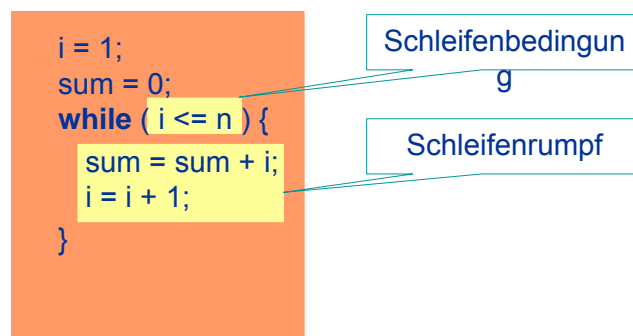 i = 1;
sum = 0;
while ( i <= n ) {
sum = sum + i;
i = i + 1;
}
Schleifenbedingun
g
Schleifenrumpf